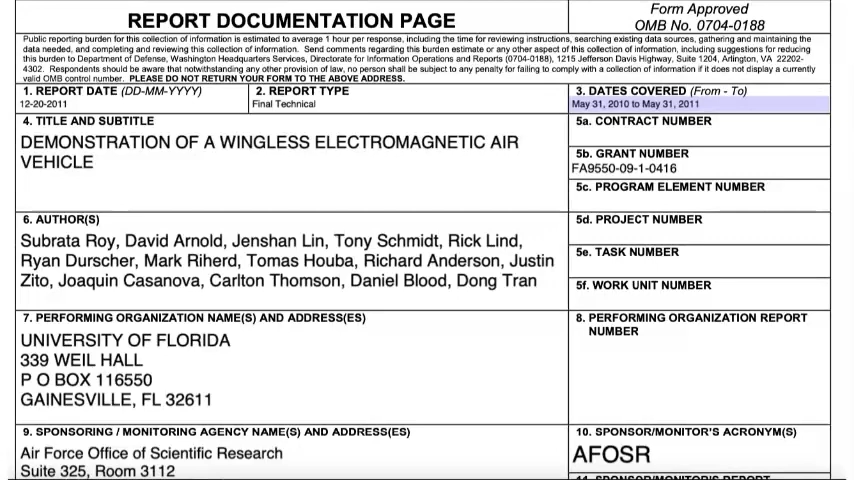 REPORT DOCUMENTATION PAGE
Form Approved
OMB No. 0704-0188
Public reporting burden for this collection of information is estimated to average 1 hour per response, including the time for reviewing instructions, searching existing data sources, gathering and maintaining the
data needed, and completing and reviewing this collection of information. Send comments regarding this burden estimate or any other aspect of this collection of information, including suggestions for reducing
this burden to Department of Defense, Washington Headquarters Services, Directorate for Information Operations and Reports (0704-0188), 1215 Jefferson Davis Highway, Suite 1204, Arlington, VA 22202-
4302. Respondents should be aware that notwithstanding any other provision of law, no person shall be subject to any penalty for failing to comply with a collection of information if it does not display a currently
valid OMB control number. PLEASE DO NOT RETURN YOUR FORM TO THE ABOVE ADDRESS.
1. REPORT DATE (DD-MM-YYYY)
12-20-2011
2. REPORT TYPE
Final Technical
3. DATES COVERED (From - To)
May 31, 2010 to May 31, 2011
4. TITLE AND SUBTITLE
DEMONSTRATION OF A WINGLESS ELECTROMAGNETIC AIR
VEHICLE
5a. CONTRACT NUMBER
5b. GRANT NUMBER
FA9550-09-1-0416
5c. PROGRAM ELEMENT NUMBER
6. AUTHOR(S)
Subrata Roy, David Arnold, Jenshan Lin, Tony Schmidt, Rick Lind,
Ryan Durscher, Mark Riherd, Tomas Houba, Richard Anderson, Justin
Zito, Joaquin Casanova, Carlton Thomson, Daniel Blood, Dong Tran
5d. PROJECT NUMBER
5e. TASK NUMBER
5f. WORK UNIT NUMBER
7. PERFORMING ORGANIZATION NAME(S) AND ADDRESS(ES)
UNIVERSITY OF FLORIDA
339 WEIL HALL
P O BOX 116550
GAINESVILLE, FL 32611
8. PERFORMING ORGANIZATION REPORT
NUMBER
9. SPONSORING / MONITORING AGENCY NAME(S) AND ADDRESS(ES)
Air Force Office of Scientific Research
Suite 325, Room 3112
10. SPONSOR/MONITOR'S ACRONYM(S)
AFOSR
11. SPONSOR/MONITOR'S REPORT